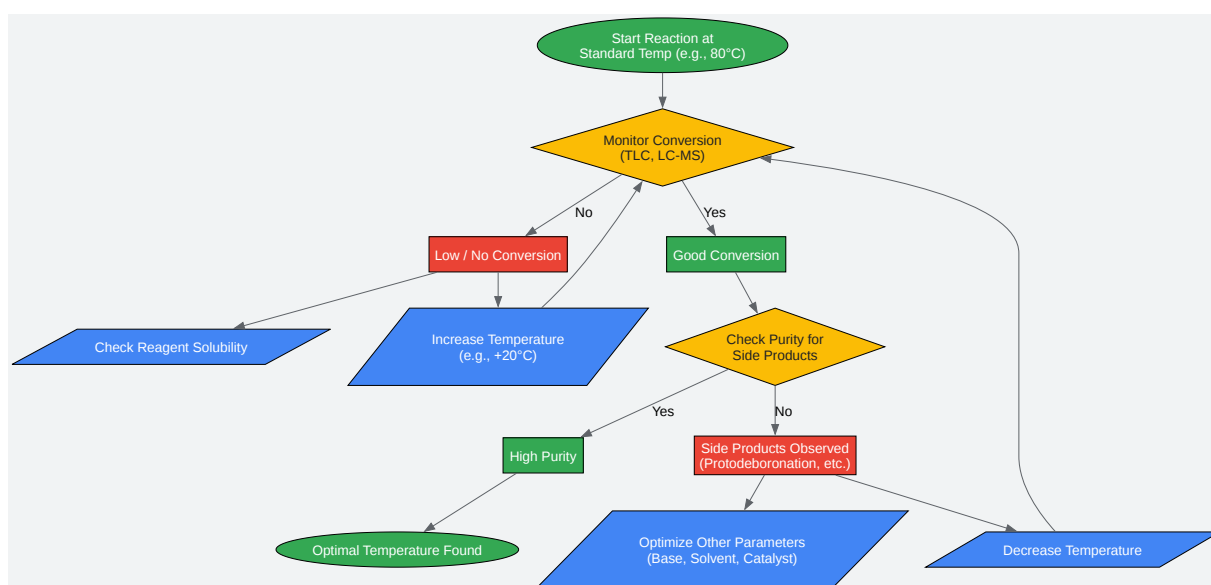 Start Reaction at
Standard Temp (e.g., 80°C)
Monitor Conversion
(TLC, LC-MS)
No
Yes
Low / No Conversion
Good Conversion
Check Reagent Solubility
Increase Temperature
(e.g., +20°C)
Check Purity for
Side Products
Yes
No
High Purity
Side Products Observed
(Protodeboronation, etc.)
Optimal Temperature Found
Optimize Other Parameters
(Base, Solvent, Catalyst)
Decrease Temperature